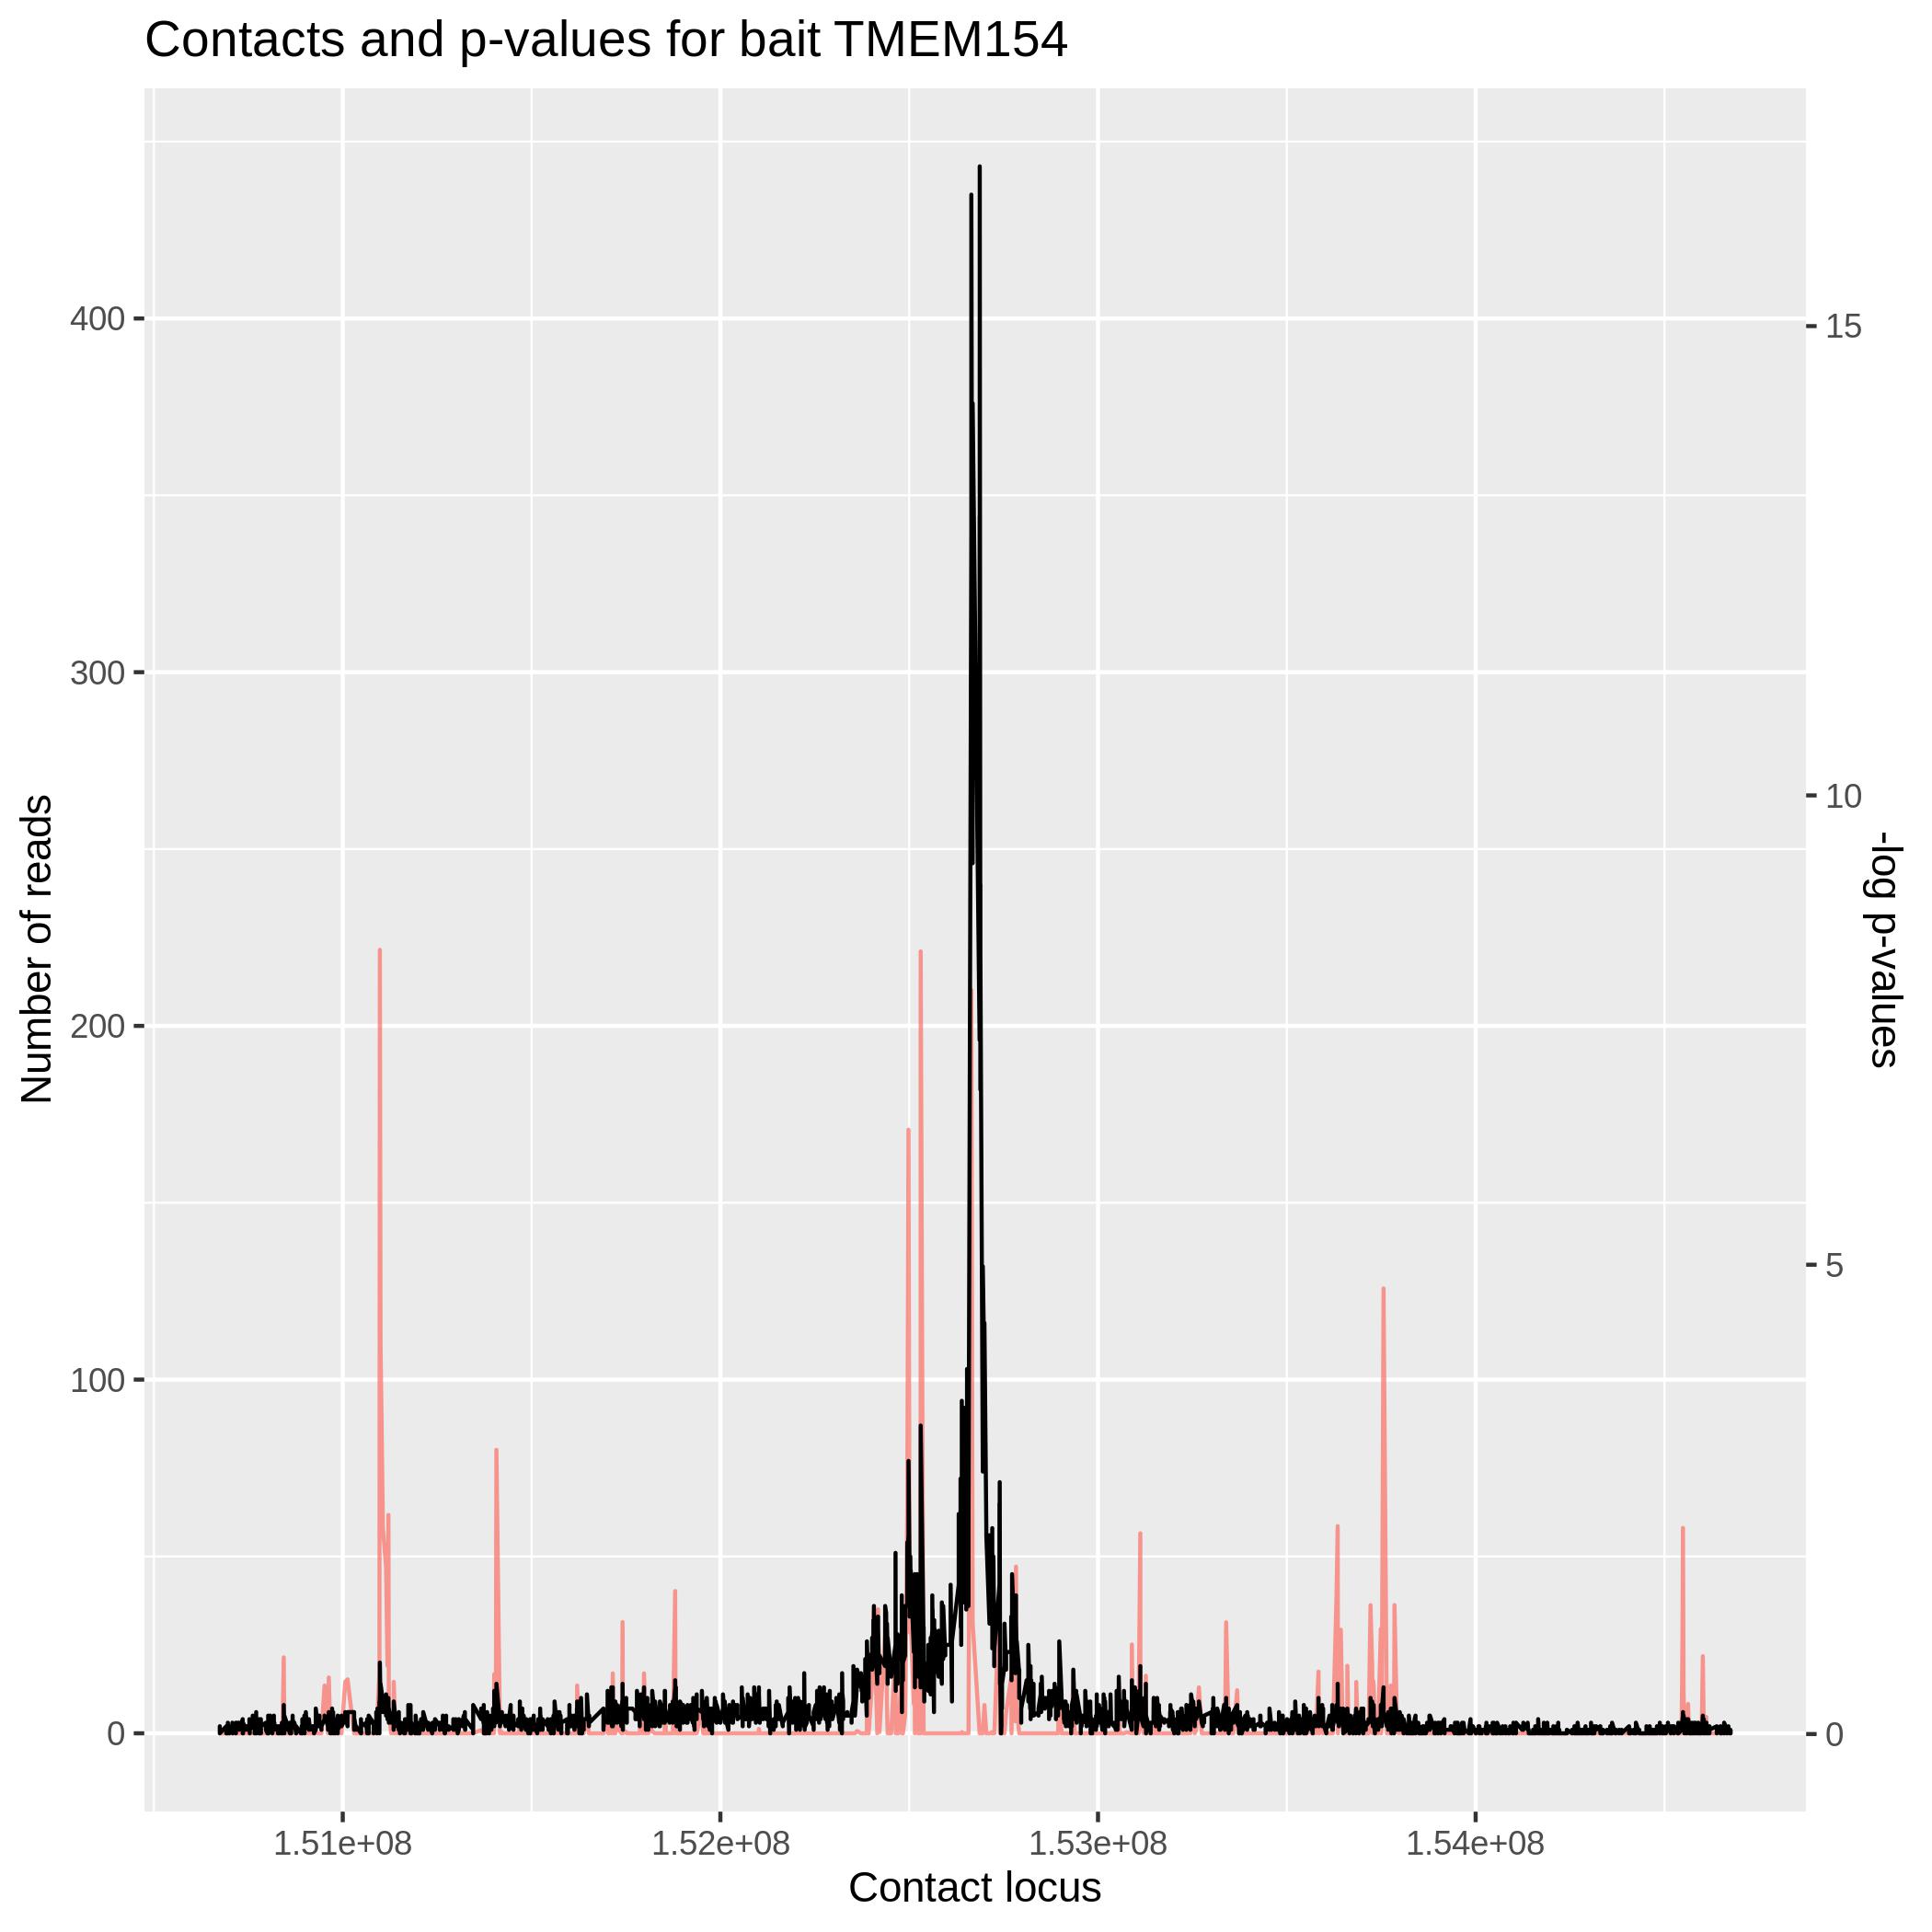 Contacts and p-values for bait TMEM154
400
300
200
100
0
Number of reads
15
10
5
0
-log p-values
1.51e+08 1.52e+08 1.53e+08 1.54e+08
Contact locus